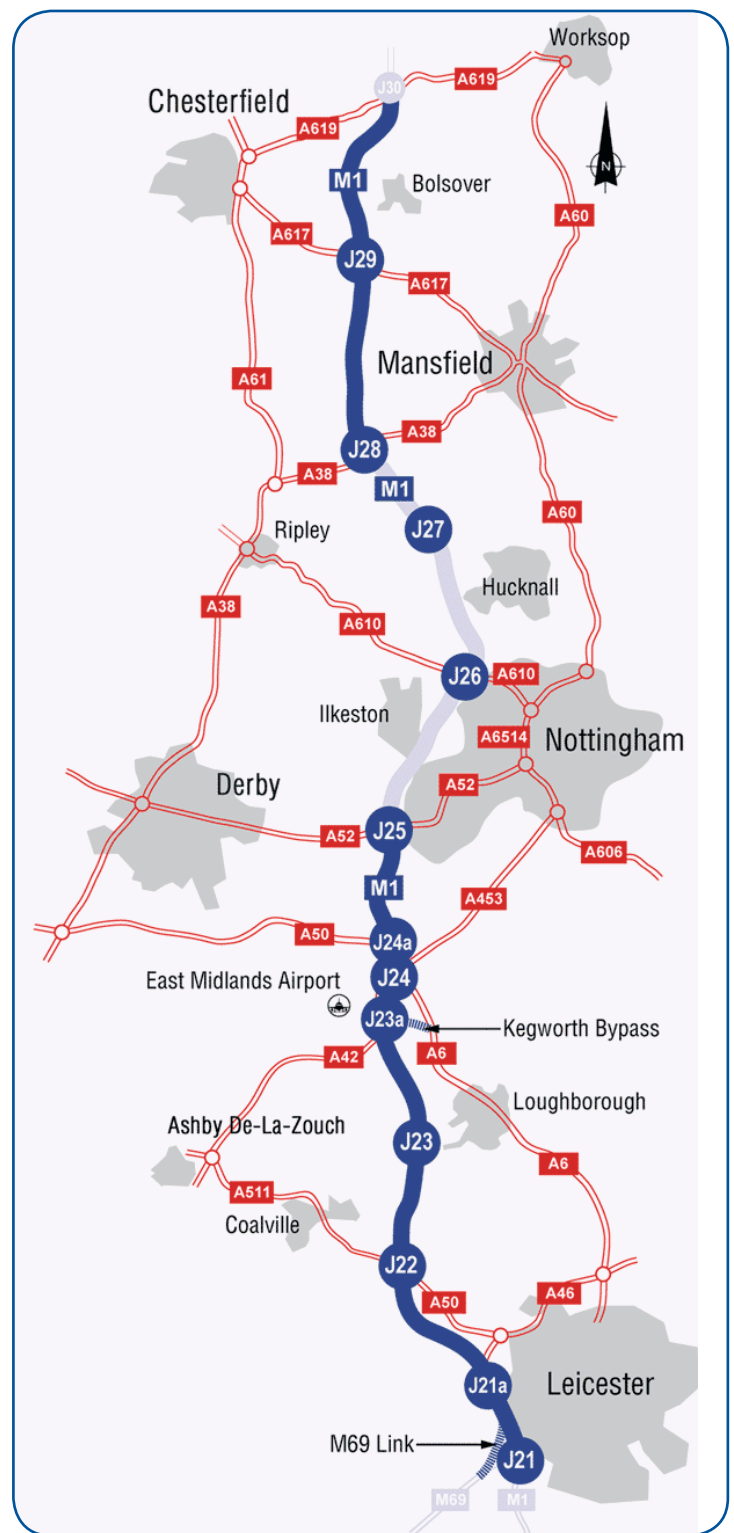 Worksop
J30
A619
Chesterfield
A619
N
M1
Bolsover
A60
A617
J29
A617
Mansfield
A61
A38
J28
A38
M1
A60
J27
Ripley
Hucknall
A38
A610
J26
A610
Ilkeston
A6514
Nottingham
Derby
A52
J25
A52
A606
M1
A453
A50
J24a
East Midlands Airport
J24
J23a
Kegworth Bypass
A42
A6
Loughborough
Ashby De-La-Zouch
J23
A6
A511
Coalville
J22
A50
A46
J21a
Leicester
M69 Link
J21
M69
M1